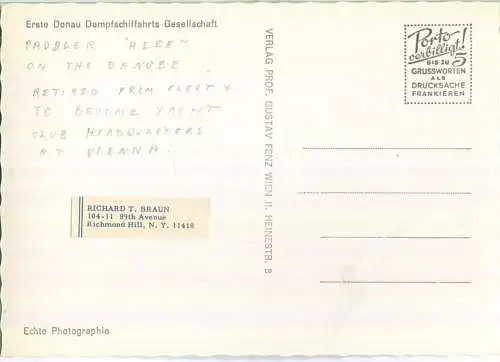 Erste Donau Dampfschiffahrts Gesellschaft
PADDLER "HEBE"
ON THE DANUBE
RETIRED FROM FLEET &
TO BECOME YACHT
CLUB HEADQUARTERS
AT VIENNA.
RICHARD T. BRAUN
104-11 89th Avenue
Richmond Hill, N. Y. 11418
Echte Photographie
VERLAG PROF. GUSTAV FENZ WIEN II. HEINESTR. 8
Porto
verbilligt!
BIS ZU 5
GRUSSWORTEN
ALS
DRUCKSACHE
FRANKIEREN